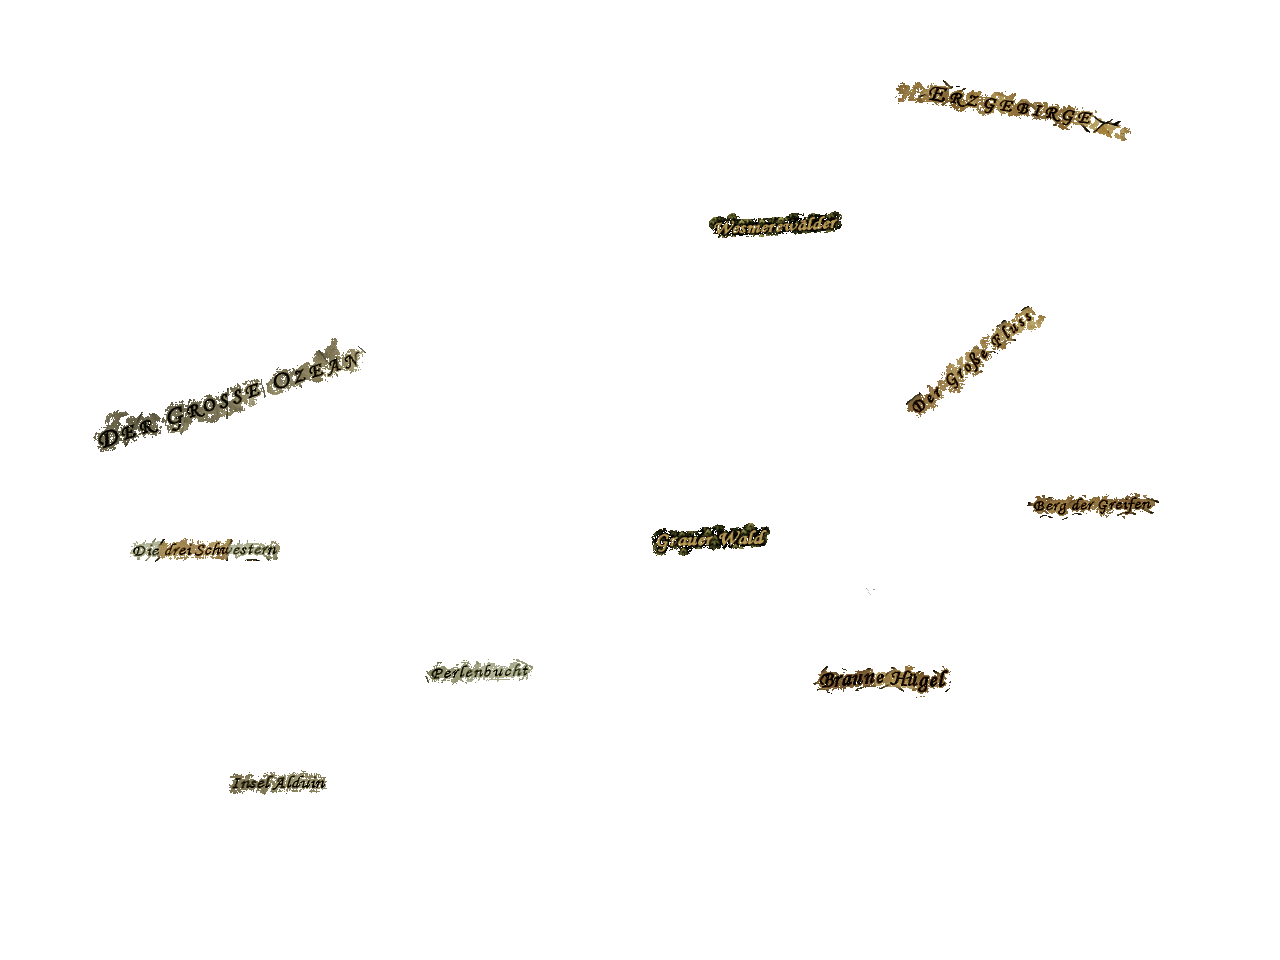 ERZGEBIRGE
Wesmerewälder
Der Große Fluss
DER GROSSE OZEAN
Berg der Greifen
Grauer Wald
Die drei Schwestern
Perlenbucht
Braune Hügel
Insel Alduin